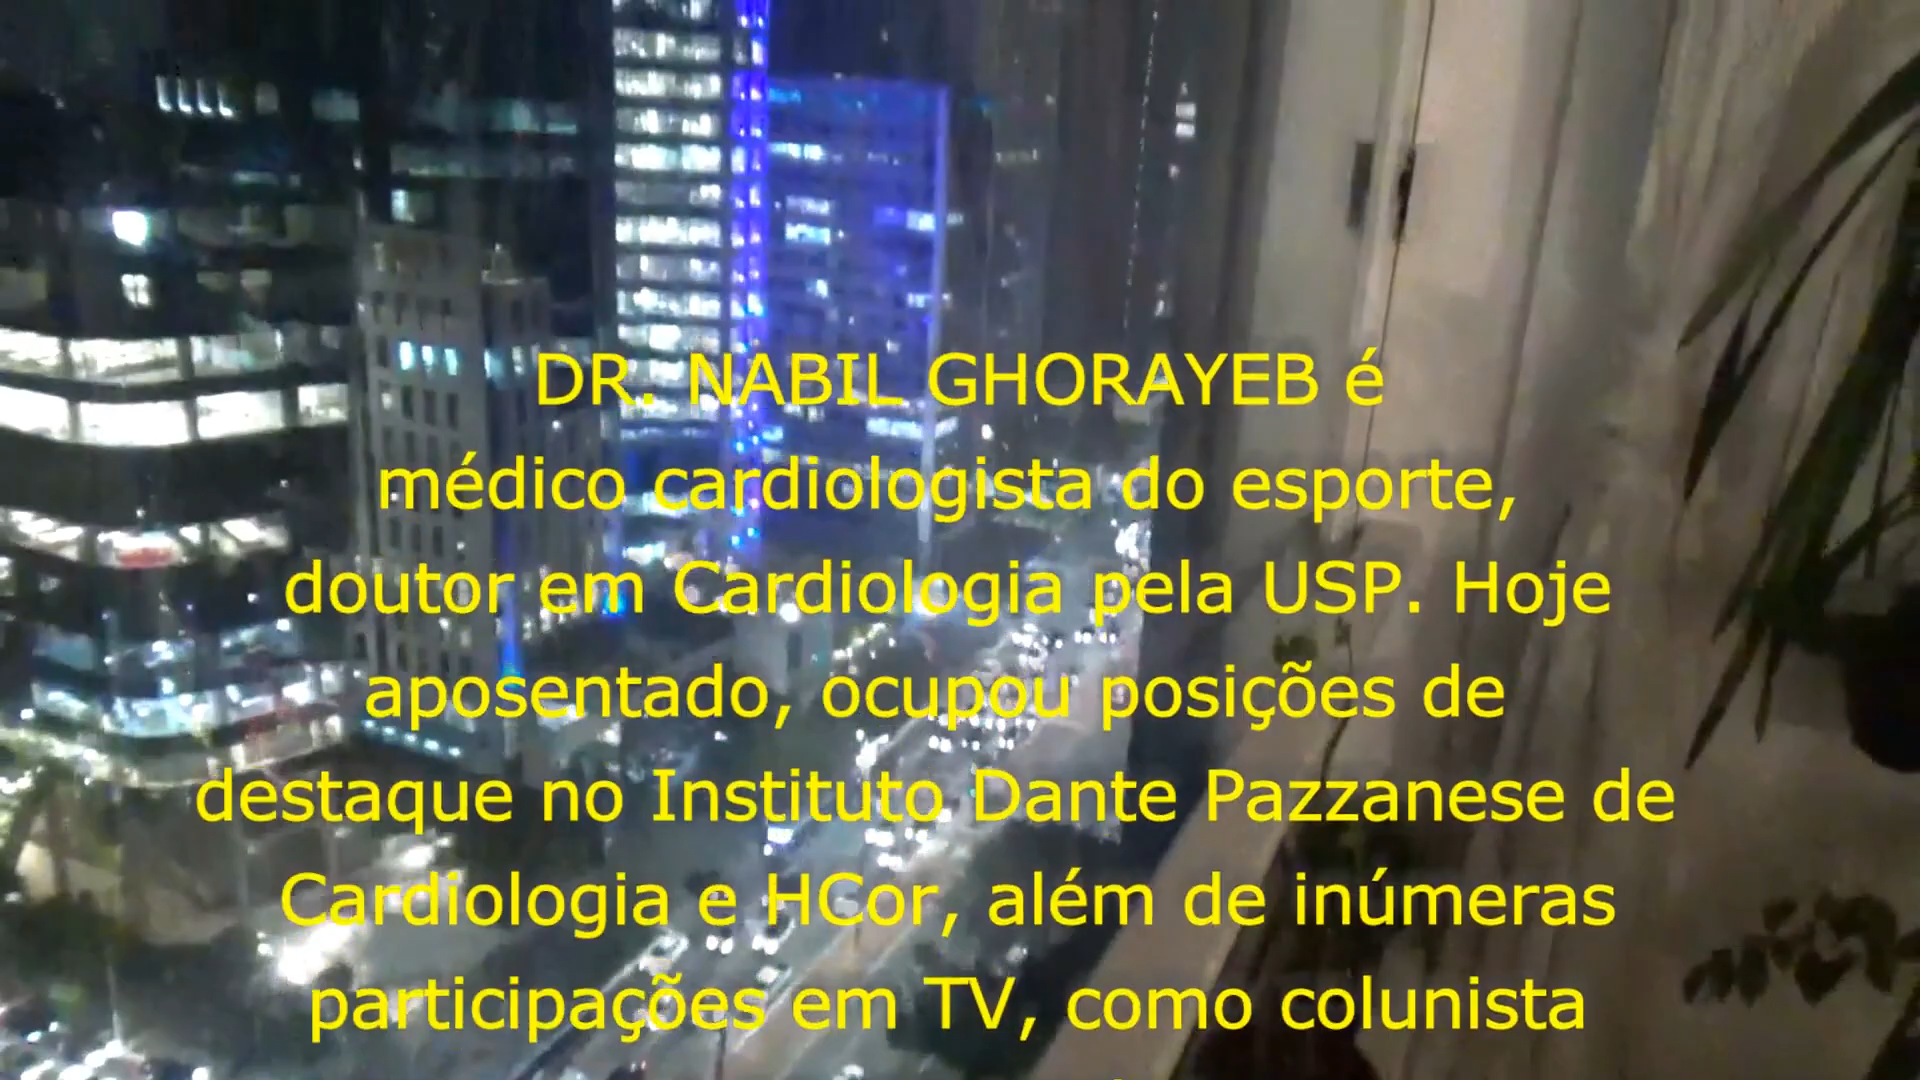 DR. NABIL GHORAYEB é
médico cardiologista do esporte,
doutor em Cardiologia pela USP. Hoje
aposentado, ocupou posições de
destaque no Instituto Dante Pazzanese de
Cardiologia e HCor, além de inúmeras
participações em TV, como colunista